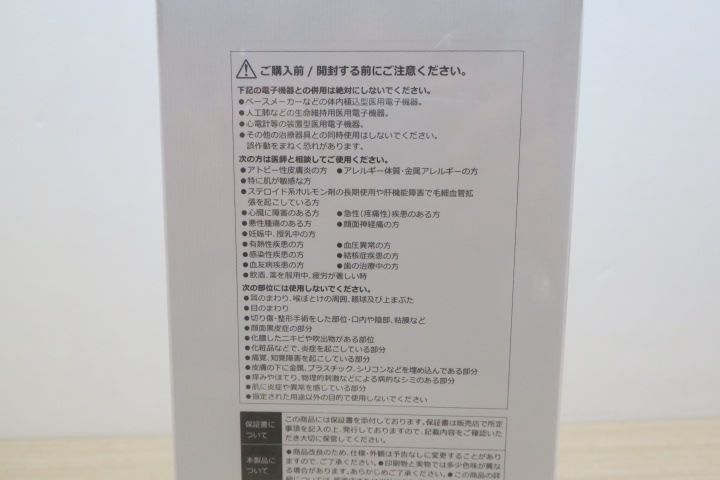 ご購入前/開封する前にご注意ください。
下記の電子機器との併用は絶対にしないでください。
●ペースメーカーなどの体内植込型医用電子機器。
●人工肺などの生命維持用医用電子機器。
●心電計等の装着型医用電子機器。
●その他の治療器具との同時使用はしないでください。
誤作動をまねく恐れがあります。
次の方は医師と相談してご使用ください。
●アトピー性皮膚炎の方 ●アレルギー体質・金属アレルギーの方
●特に肌が敏感な方
●ステロイド系ホルモン剤の長期使用や肝機能障害で毛細血管拡
張を起こしている方
●心臓に障害のある方 ●急性(疼痛性)疾患のある方
●悪性腫瘍のある方 ●顔面神経痛の方
●妊娠中、授乳中の方
●有熱性疾患の方 ●血圧異常の方
●感染性疾患の方 ●結核症疾患の方
●血友病疾患の方 ●歯の治療中の方
●飲酒、薬を服用中、疲労が著しい時
次の部位には使用しないでください。
●耳のまわり、喉ぼとけの周囲、眼球及び上まぶた
●目のまわり
●切り傷・整形手術をした部位・口内や陰部、粘膜など
●顔面黒皮症の部分
●化膿したニキビや吹出物がある部位
●化粧品などで、炎症を起こしている部分
●痛覚、知覚障害を起こしている部分
●皮膚の下に金属、プラスチック、シリコンなどを埋め込んである部分
●痒みやほてり、物理的刺激などによる病的なシミのある部分
●肌に炎症や異常を感じている部分
●指定された用途以外の目的で使用しないでください
保証書に
ついて
この商品には保証書を添付しております。保証書は販売店で所定
事項を記入の上、発行しておりますので、記載内容をご確認いた
だき大切に保管してください。
本製品に
ついて
●商品改良のため、仕様・外観は予告なしに変更することがあり
ますので、ご了承ください。●印刷物と実物では多少色味が異な
る場合があります。あらかじめご了承ください。●この商品の詳